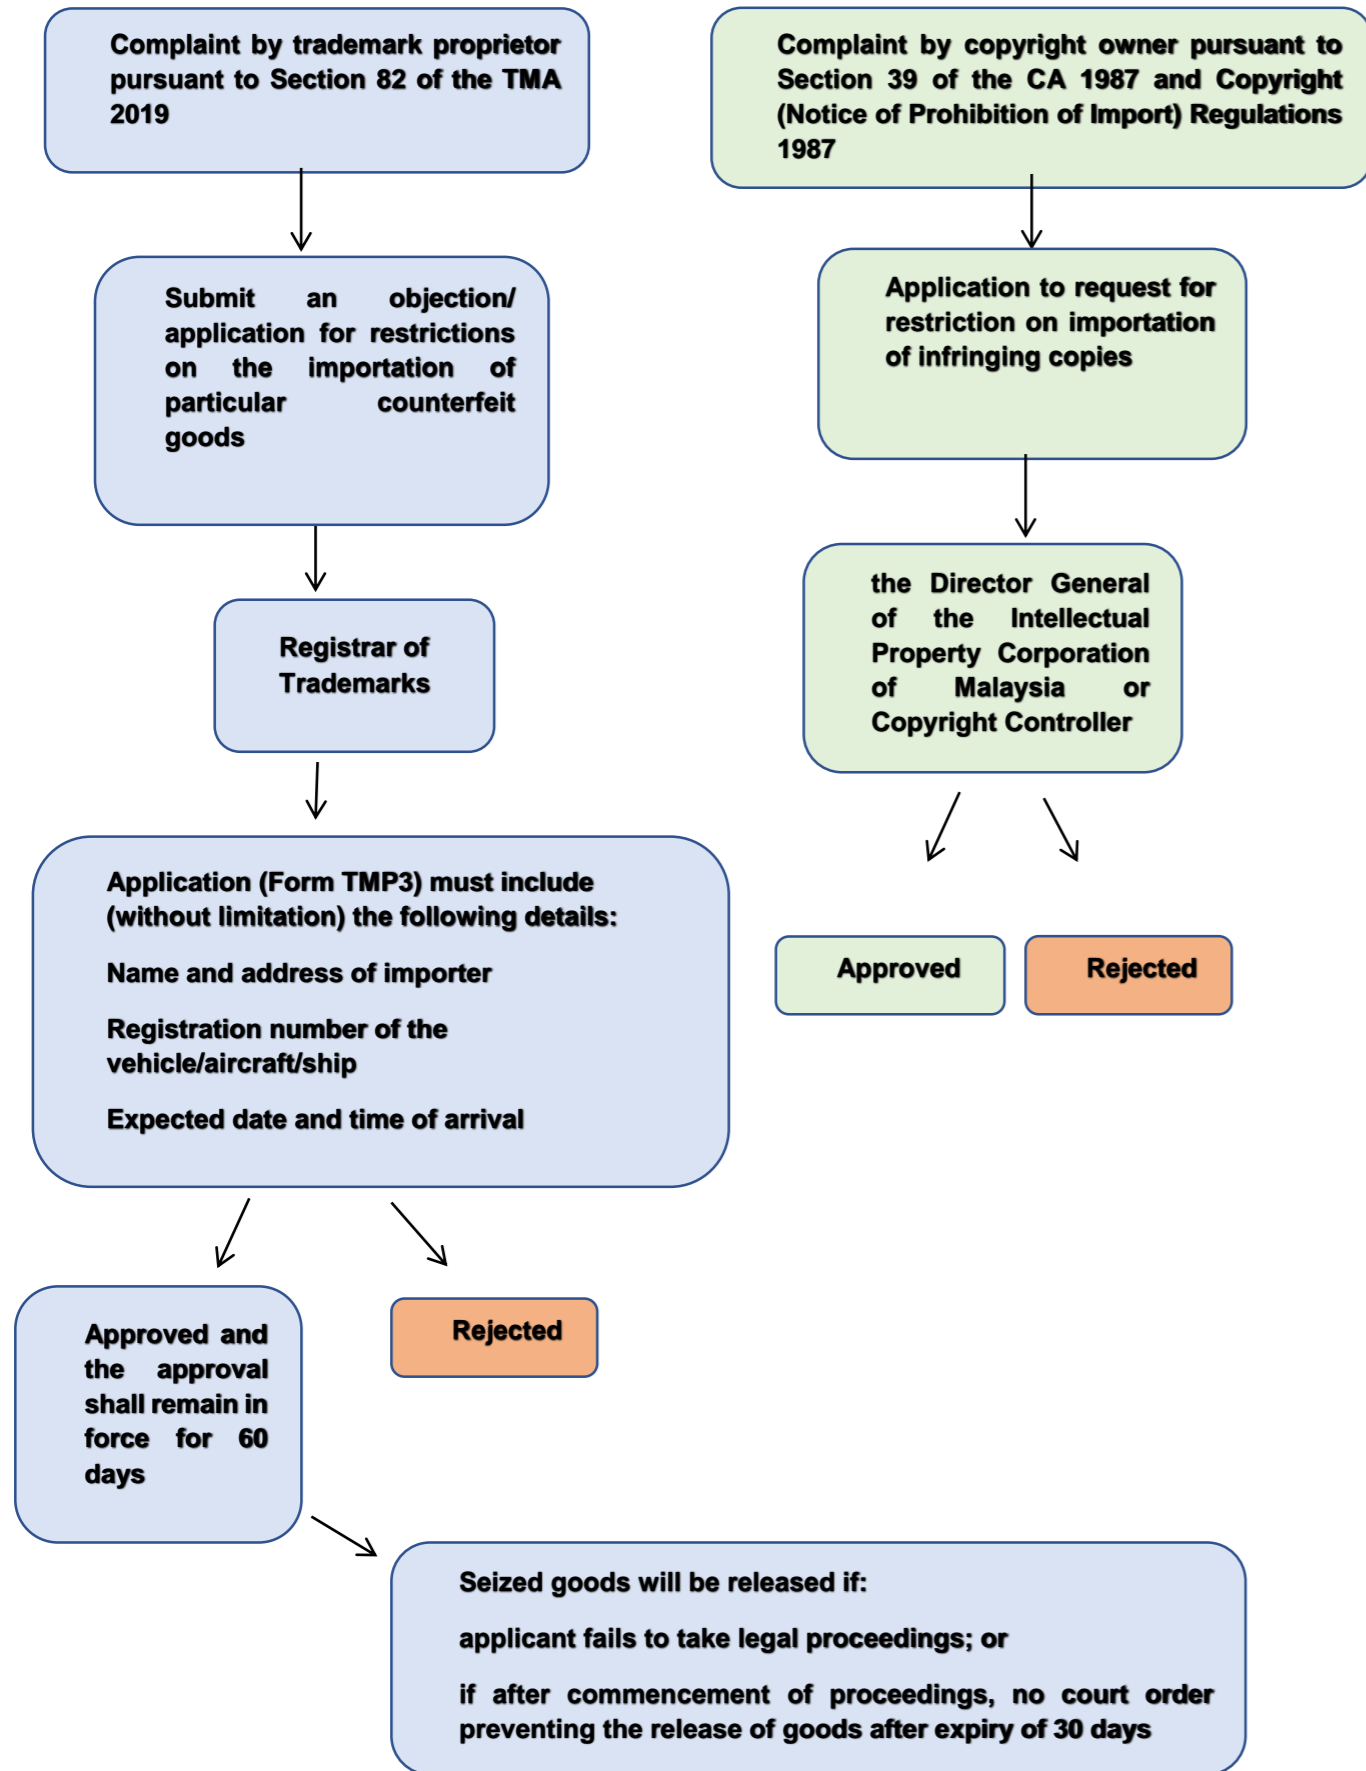 Complaint by trademark proprietor
pursuant to Section 82 of the TMA
2019
Submit an objection/
application for restrictions
on the importation of
particular counterfeit
goods
Registrar of
Trademarks
Application (Form TMP3) must include
(without limitation) the following details:
Name and address of importer
Registration number of the
vehicle/aircraft/ship
Expected date and time of arrival
Approved and
the approval
shall remain in
force for 60
days
Rejected
Seized goods will be released if:
applicant fails to take legal proceedings; or
if after commencement of proceedings, no court order
preventing the release of goods after expiry of 30 days
Complaint by copyright owner pursuant to
Section 39 of the CA 1987 and Copyright
(Notice of Prohibition of Import) Regulations
1987
Application to request for
restriction on importation
of infringing copies
the Director General
of the Intellectual
Property Corporation
of Malaysia or
Copyright Controller
Approved
Rejected